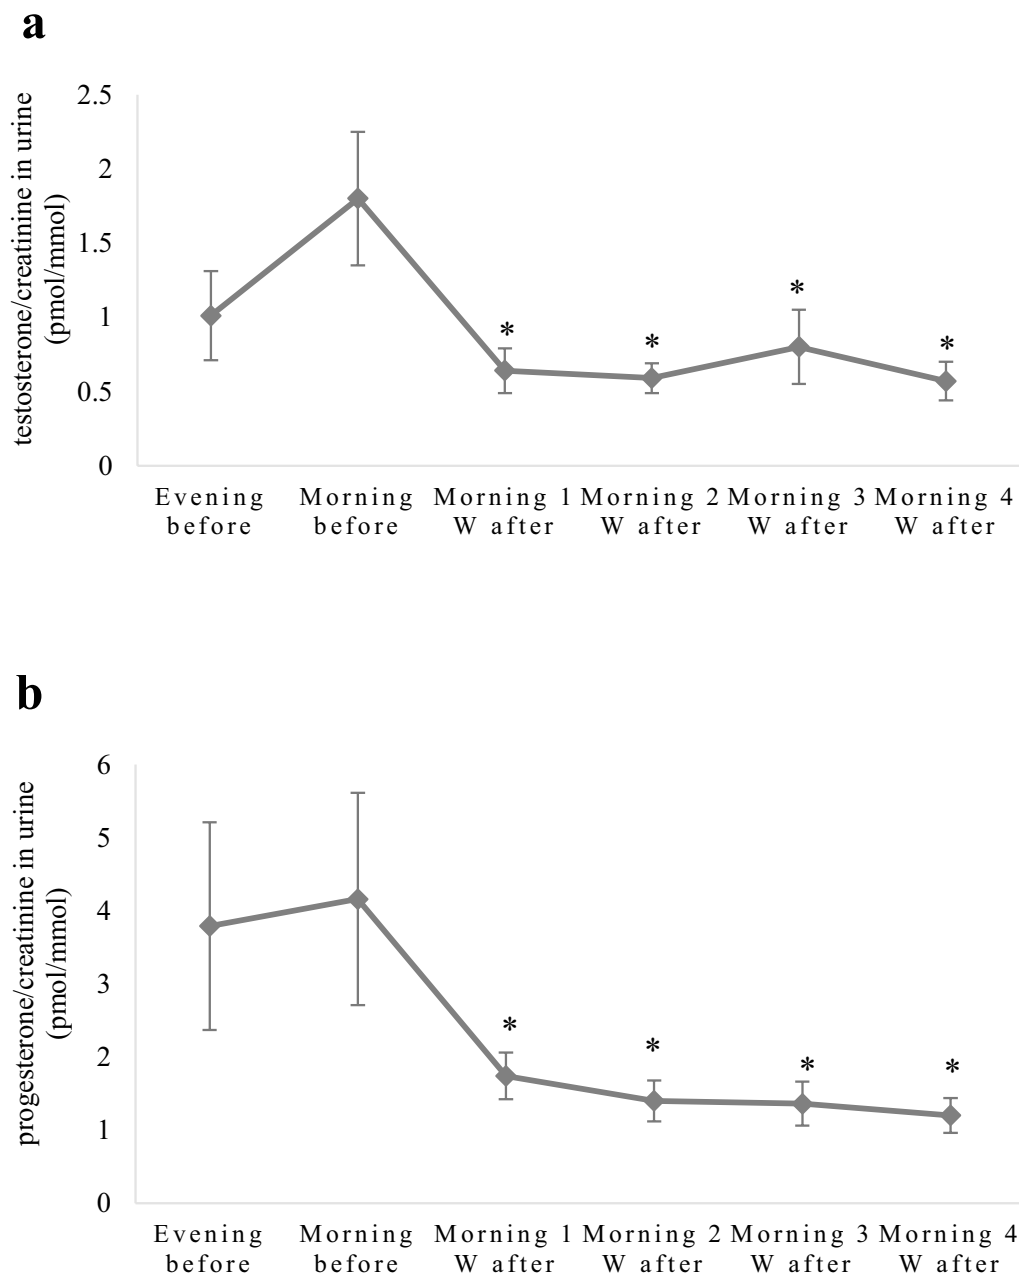 a
testosterone/creatinine in urine
(pmol/mmol)
2.5
2
1.5
1
0.5
0
* * * *
Evening before
Morning before
Morning 1 W after
Morning 2 W after
Morning 3 W after
Morning 4 W after
b
progesterone/creatinine in urine
(pmol/mmol)
6
5
4
3
2
1
0
* * * *
Evening before
Morning before
Morning 1 W after
Morning 2 W after
Morning 3 W after
Morning 4 W after